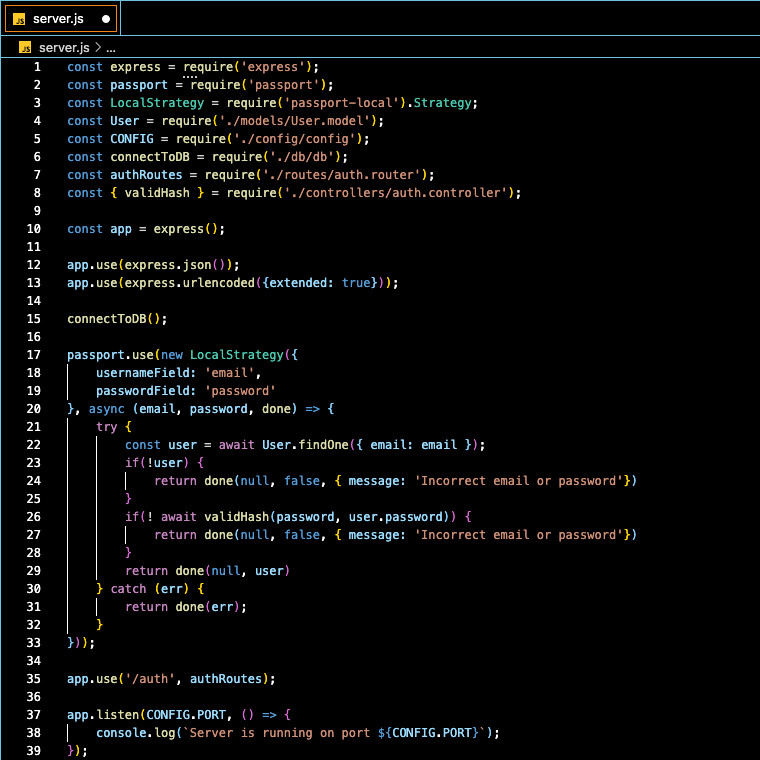 JS server.js ●
JS server.js > ...
1 const express = require('express');
2 const passport = require('passport');
3 const LocalStrategy = require('passport-local').Strategy;
4 const User = require('./models/User.model');
5 const CONFIG = require('./config/config');
6 const connectToDB = require('./db/db');
7 const authRoutes = require('./routes/auth.router');
8 const { validHash } = require('./controllers/auth.controller');
9
10 const app = express();
11
12 app.use(express.json());
13 app.use(express.urlencoded({extended: true}));
14
15 connectToDB();
16
17 passport.use(new LocalStrategy({
18     usernameField: 'email',
19     passwordField: 'password'
20 }, async (email, password, done) => {
21     try {
22         const user = await User.findOne({ email: email });
23         if(!user) {
24             return done(null, false, { message: 'Incorrect email or password'})
25         }
26         if(! await validHash(password, user.password)) {
27             return done(null, false, { message: 'Incorrect email or password'})
28         }
29         return done(null, user)
30     } catch (err) {
31         return done(err);
32     }
33 }));
34
35 app.use('/auth', authRoutes);
36
37 app.listen(CONFIG.PORT, () => {
38     console.log(`Server is running on port ${CONFIG.PORT}`);
39 });